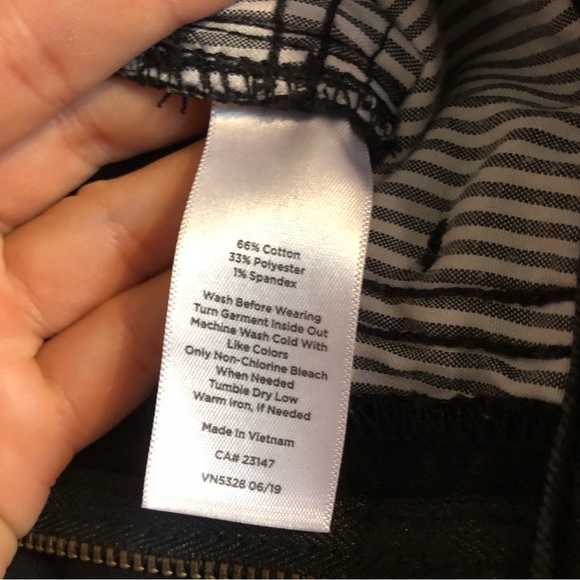 66% Cotton
33% Polyester
1% Spandex
Wash Before Wearing
Turn Garment Inside Out
Machine Wash Cold With
Like Colors
Only Non-Chlorine Bleach
When Needed
Tumble Dry Low
Warm Iron, If Needed
Made In Vietnam
CA# 23147
VN5328 06/19